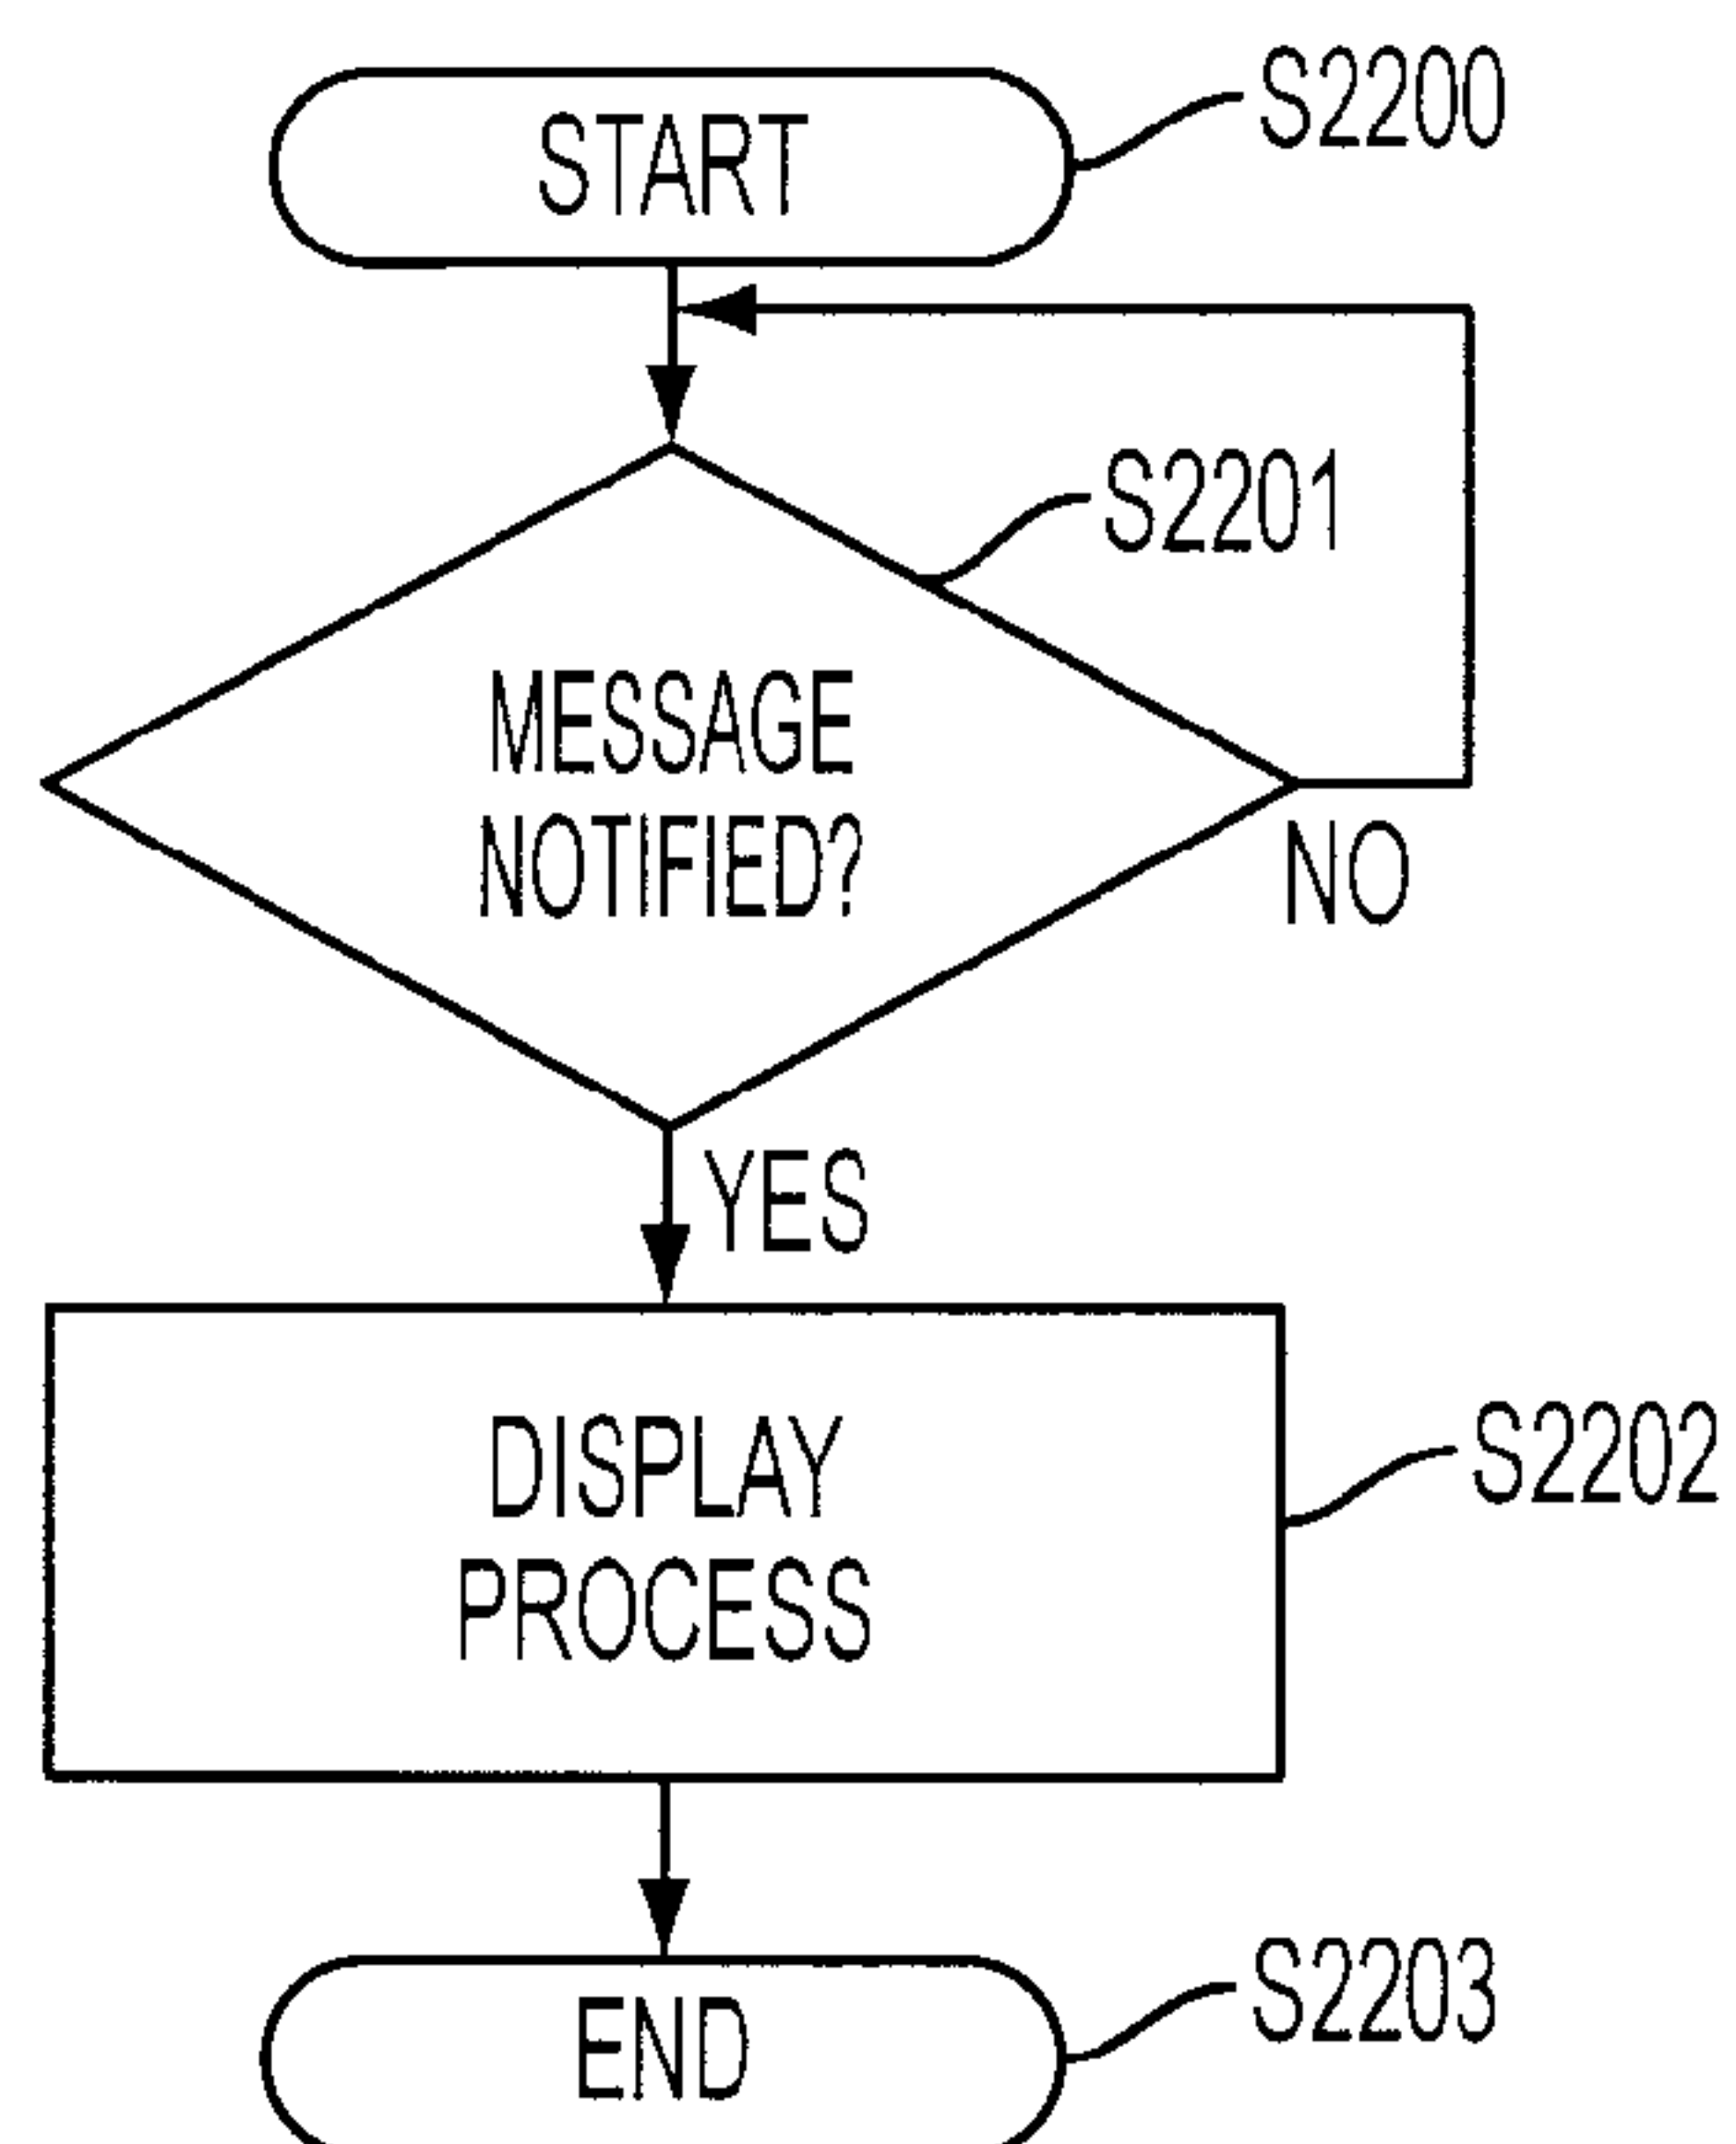 START
S2200
S2201
MESSAGE
NOTIFIED?
NO
YES
DISPLAY
PROCESS
S2202
END
S2203